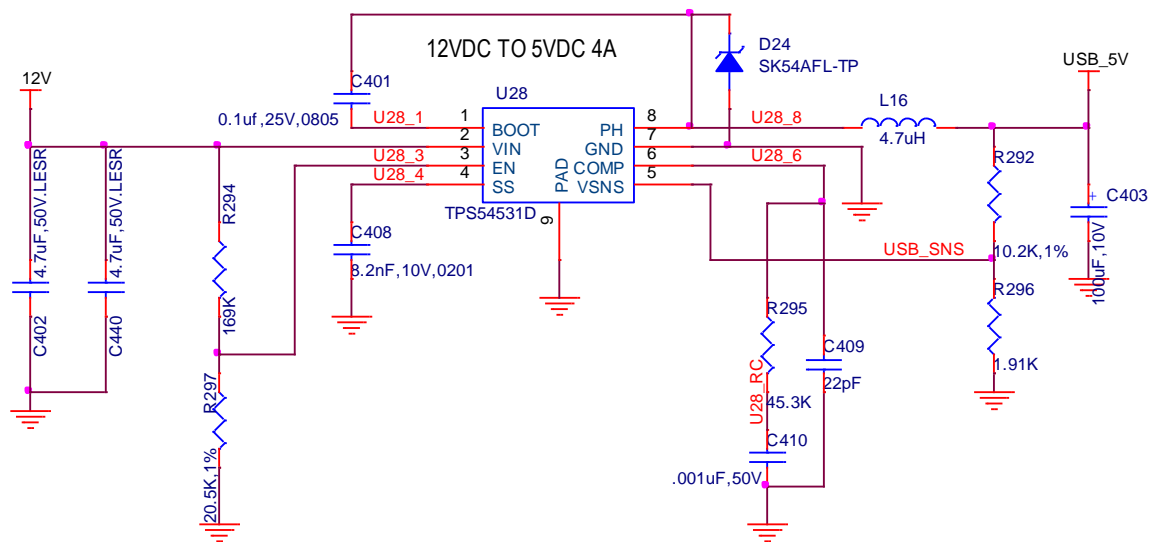 12VDC TO 5VDC 4A
D24
SK54AFL-TP
USB_5V
12V
C401
0.1uf,25V,0805
U28
L16
4.7uH
U28_1
U28_3
U28_4
1
2
3
4
BOOT
VIN
EN
SS
PAD
9
PH
GND
COMP
VSNS
8
7
6
5
U28_8
U28_6
TPS54531D
R292
10.2K,1%
+
C403
100uF,10V
4.7uF,50V.LESR
C402
4.7uF,50V.LESR
C440
R294
169K
C408
8.2nF,10V,0201
USB_SNS
R296
1.91K
R295
45.3K
U28_RC
C409
22pF
C410
.001uF,50V
R297
20.5K,1%